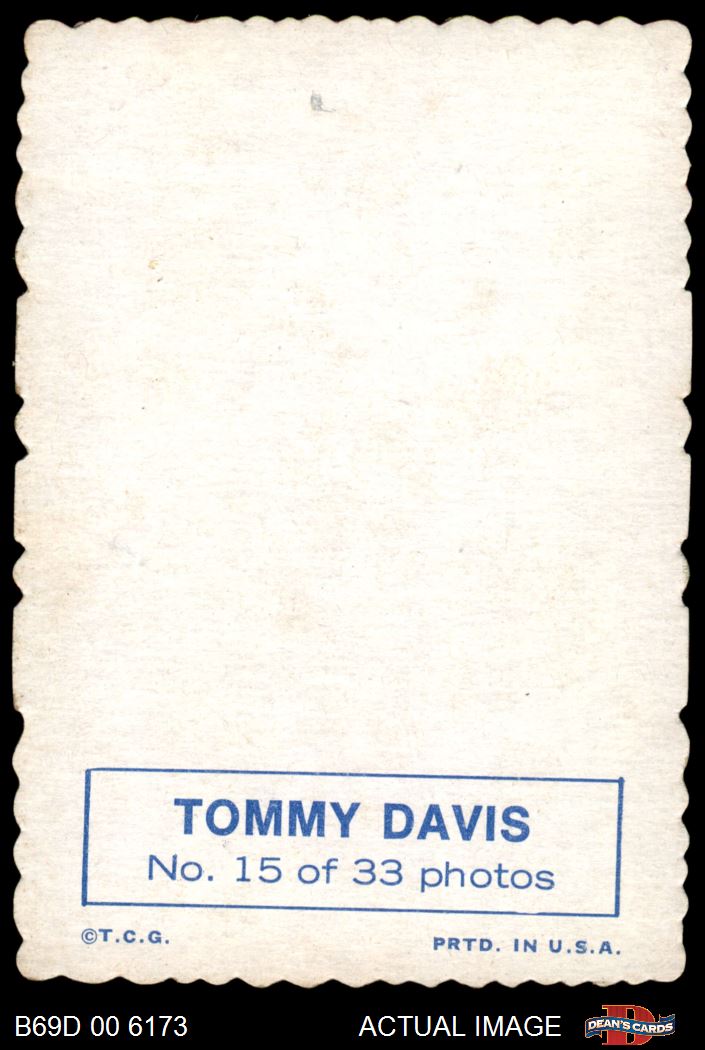 TOMMY DAVIS
No. 15 of 33 photos
©T.C.G. PRTD. IN U.S.A.
B69D 00 6173 ACTUAL IMAGE DEAN'S CARDS